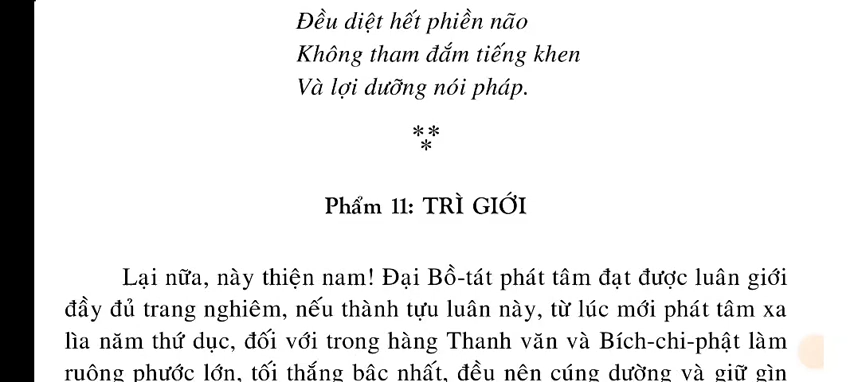 Đều diệt hết phiền não
Không tham đắm tiếng khen
Và lợi dưỡng nói pháp.
**
*
Phẩm 11: TRÌ GIỚI
Lại nữa, này thiện nam! Đại Bồ-tát phát tâm đạt được luân giới
đầy đủ trang nghiêm, nếu thành tựu luân này, từ lúc mới phát tâm xa
lìa năm thứ dục, đối với trong hàng Thanh văn và Bích-chi-phật làm
ruộng phước lớn, tối thắng bậc nhất, đều nên cúng dường và giữ gìn